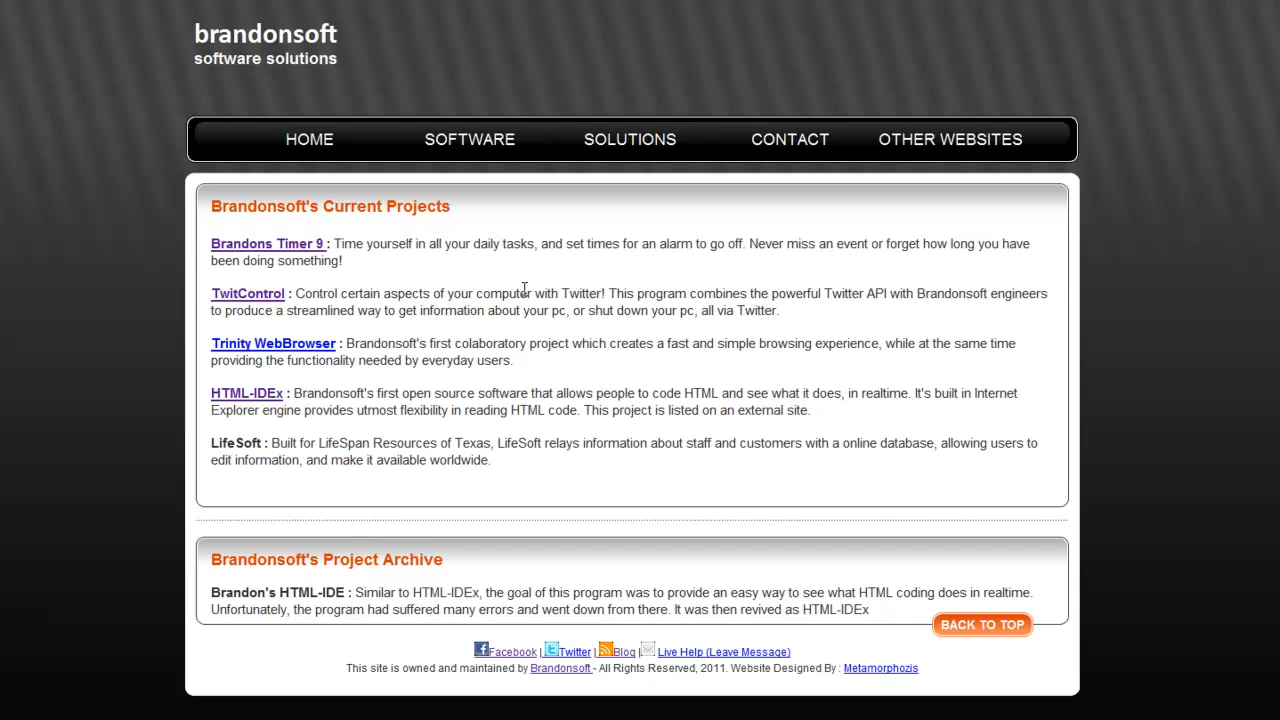 brandonsoft
software solutions
HOME SOFTWARE SOLUTIONS CONTACT OTHER WEBSITES
Brandonsoft's Current Projects
Brandons Timer 9 : Time yourself in all your daily tasks, and set times for an alarm to go off. Never miss an event or forget how long you have
been doing something!
TwitControl : Control certain aspects of your computer with Twitter! This program combines the powerful Twitter API with Brandonsoft engineers
to produce a streamlined way to get information about your pc, or shut down your pc, all via Twitter.
Trinity WebBrowser : Brandonsoft's first colaboratory project which creates a fast and simple browsing experience, while at the same time
providing the functionality needed by everyday users.
HTML-IDEx : Brandonsoft's first open source software that allows people to code HTML and see what it does, in realtime. It's built in Internet
Explorer engine provides utmost flexibility in reading HTML code. This project is listed on an external site.
LifeSoft : Built for LifeSpan Resources of Texas, LifeSoft relays information about staff and customers with a online database, allowing users to
edit information, and make it available worldwide.
Brandonsoft's Project Archive
Brandon's HTML-IDE : Similar to HTML-IDEx, the goal of this program was to provide an easy way to see what HTML coding does in realtime.
Unfortunately, the program had suffered many errors and went down from there. It was then revived as HTML-IDEx
BACK TO TOP
Facebook | Twitter | Blog | Live Help (Leave Message)
This site is owned and maintained by Brandonsoft - All Rights Reserved, 2011. Website Designed By : Metamorphozis